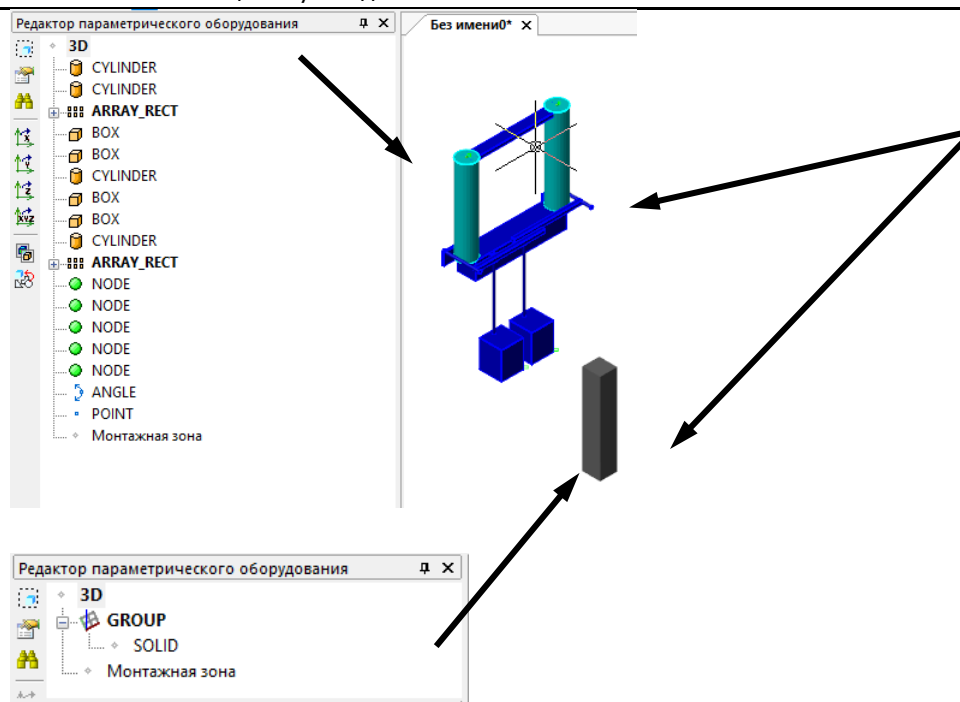 Редактор параметрического оборудования
Без имени0*
3D
CYLINDER
CYLINDER
ARRAY_RECT
BOX
BOX
CYLINDER
BOX
BOX
CYLINDER
ARRAY_RECT
NODE
NODE
NODE
NODE
NODE
ANGLE
POINT
Монтажная зона
Редактор параметрического оборудования
3D
GROUP
SOLID
Монтажная зона